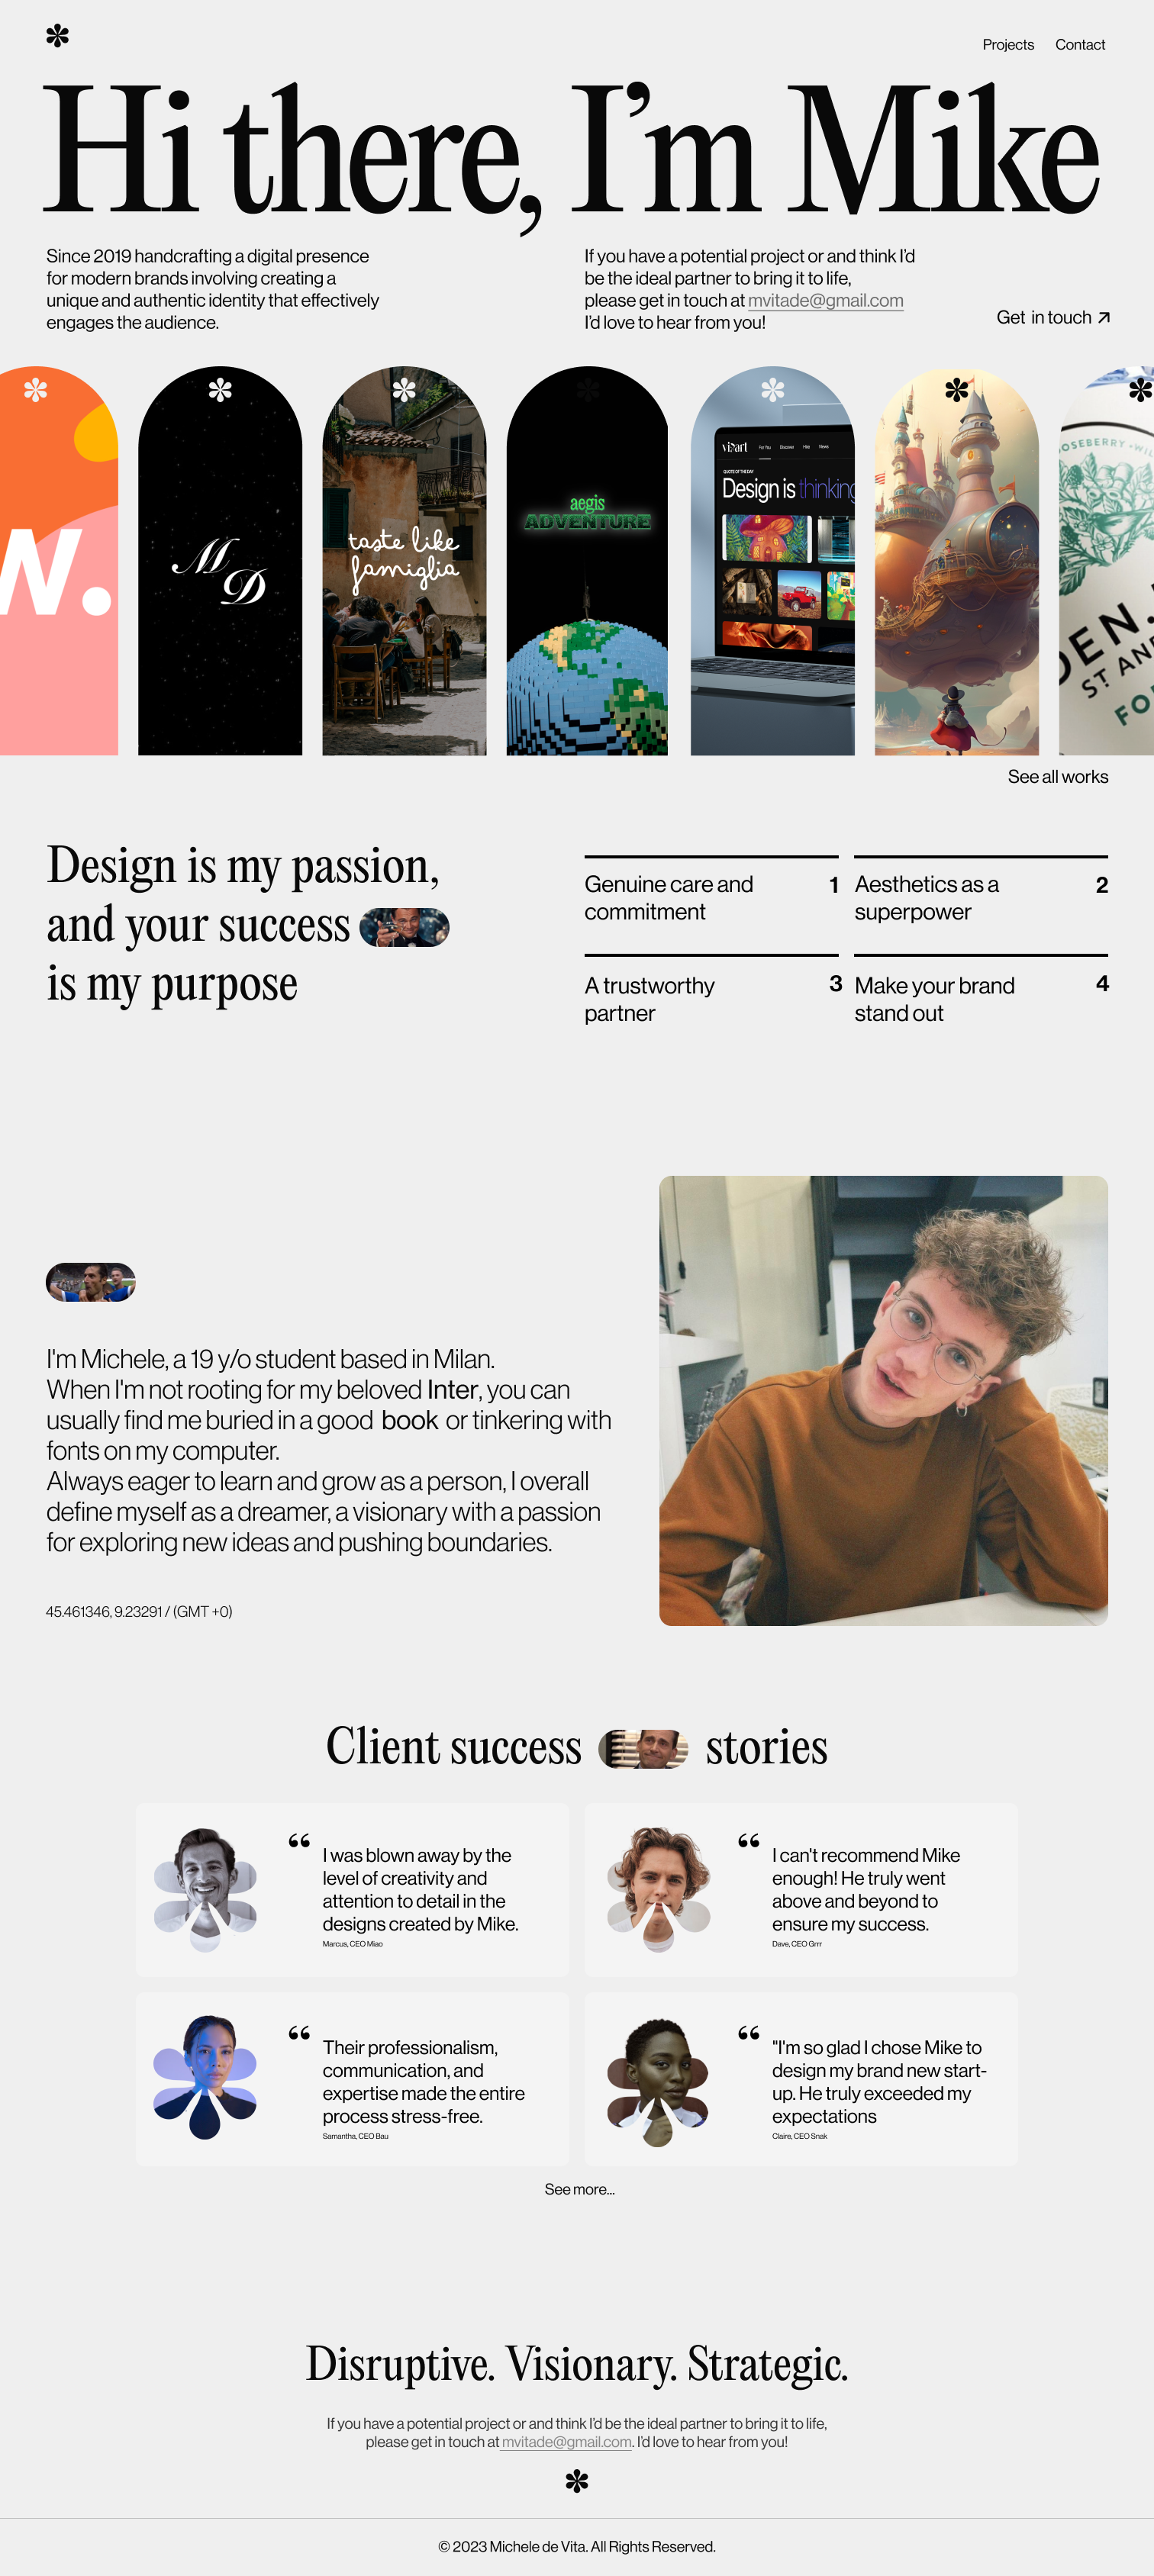 Projects Contact
Hi there, I’m Mike
Since 2019 handcrafting a digital presence
for modern brands involving creating a
unique and authentic identity that effectively
engages the audience.
If you have a potential project or and think I’d
be the ideal partner to bring it to life,
please get in touch at mvitade@gmail.com
I’d love to hear from you!
Get in touch
W.
M
D
taste like
famiglia
aegis
ADVENTURE
vixart For You Discover Hire News
QUOTE OF THE DAY
Design is thinking
OSEBERRY
DEN.
ST AN
FO
See all works
Design is my passion,
and your success
is my purpose
Genuine care and
commitment
1
Aesthetics as a
superpower
2
A trustworthy
partner
3
Make your brand
stand out
4
I'm Michele, a 19 y/o student based in Milan.
When I'm not rooting for my beloved Inter, you can
usually find me buried in a good book or tinkering with
fonts on my computer.
Always eager to learn and grow as a person, I overall
define myself as a dreamer, a visionary with a passion
for exploring new ideas and pushing boundaries.
45.461346, 9.23291 / (GMT +0)
Client success stories
“
I was blown away by the
level of creativity and
attention to detail in the
designs created by Mike.
Marcus, CEO Miao
“
I can't recommend Mike
enough! He truly went
above and beyond to
ensure my success.
Dave, CEO Grrr
“
Their professionalism,
communication, and
expertise made the entire
process stress-free.
Samantha, CEO Bau
“
"I'm so glad I chose Mike to
design my brand new start-
up. He truly exceeded my
expectations
Claire, CEO Snak
See more...
Disruptive. Visionary. Strategic.
If you have a potential project or and think I’d be the ideal partner to bring it to life,
please get in touch at mvitade@gmail.com. I’d love to hear from you!
© 2023 Michele de Vita. All Rights Reserved.